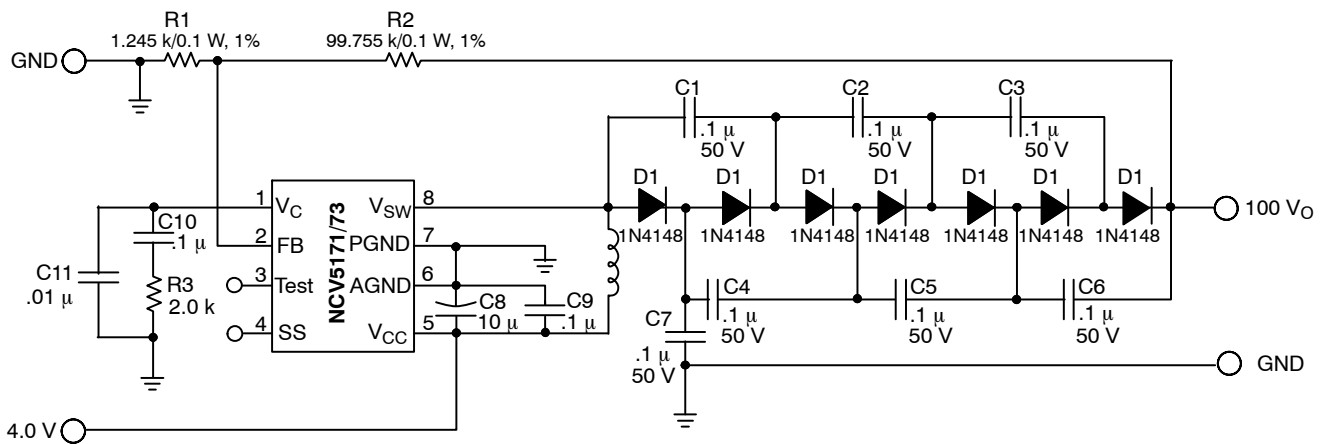 R1
1.245 k/0.1 W, 1%
R2
99.755 k/0.1 W, 1%
GND
C1
.1 μ
50 V
C2
.1 μ
50 V
C3
.1 μ
50 V
D1
1N4148
D1
1N4148
D1
1N4148
D1
1N4148
D1
1N4148
D1
1N4148
D1
1N4148
100 VO
1
VC
2
FB
3
Test
4
SS
NCV5171/73
VSW
8
PGND
7
AGND
6
VCC
5
C10
.1 μ
C11
.01 μ
R3
2.0 k
C8
10 μ
C9
.1 μ
C4
.1 μ
50 V
C5
.1 μ
50 V
C6
.1 μ
50 V
C7
.1 μ
50 V
GND
4.0 V